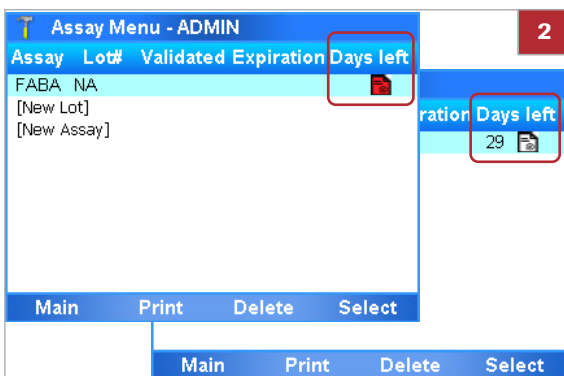 Assay Menu - ADMIN
2
Assay Lot# Validated Expiration Days left
FABA NA
[New Lot]
[New Assay]
ration Days left
29
Main Print Delete Select
Main Print Delete Select